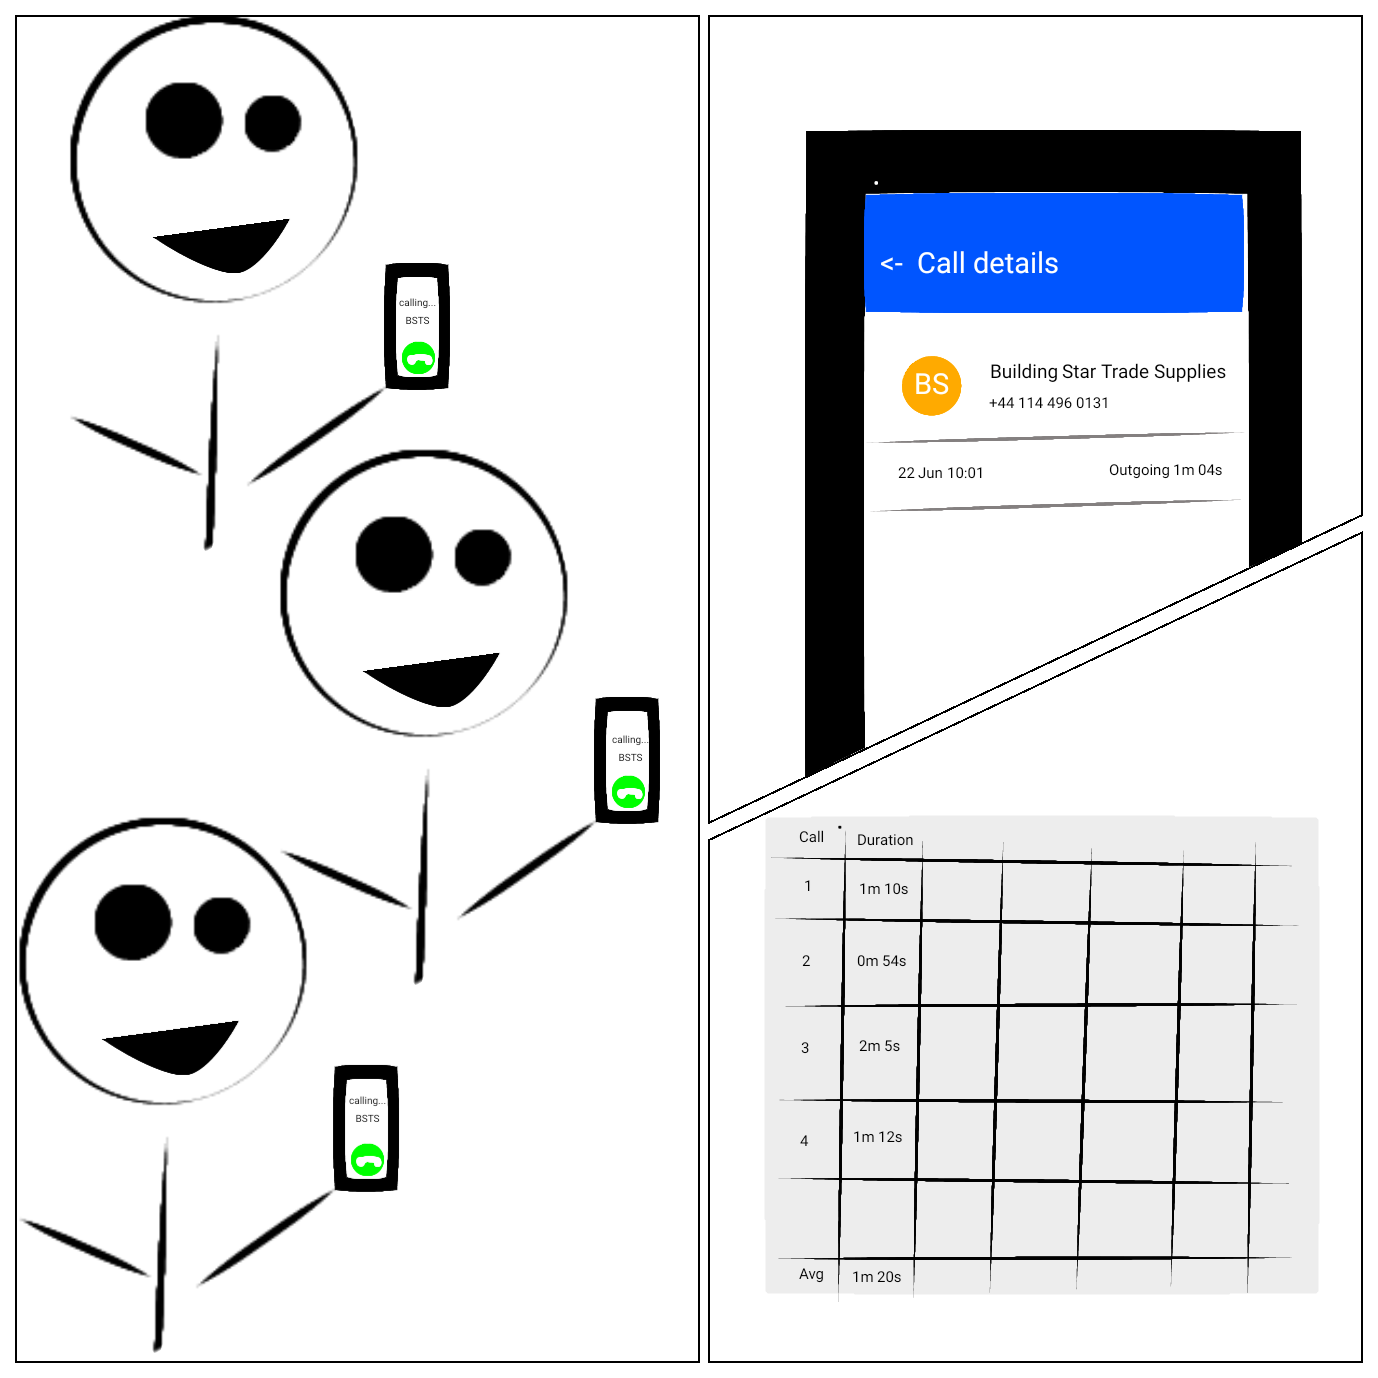 calling...
BSTS
calling...
BSTS
calling...
BSTS
<- Call details
BS
Building Star Trade Supplies
+44 114 496 0131
22 Jun 10:01 Outgoing 1m 04s
Call Duration
1 1m 10s
2 0m 54s
3 2m 5s
4 1m 12s
Avg 1m 20s